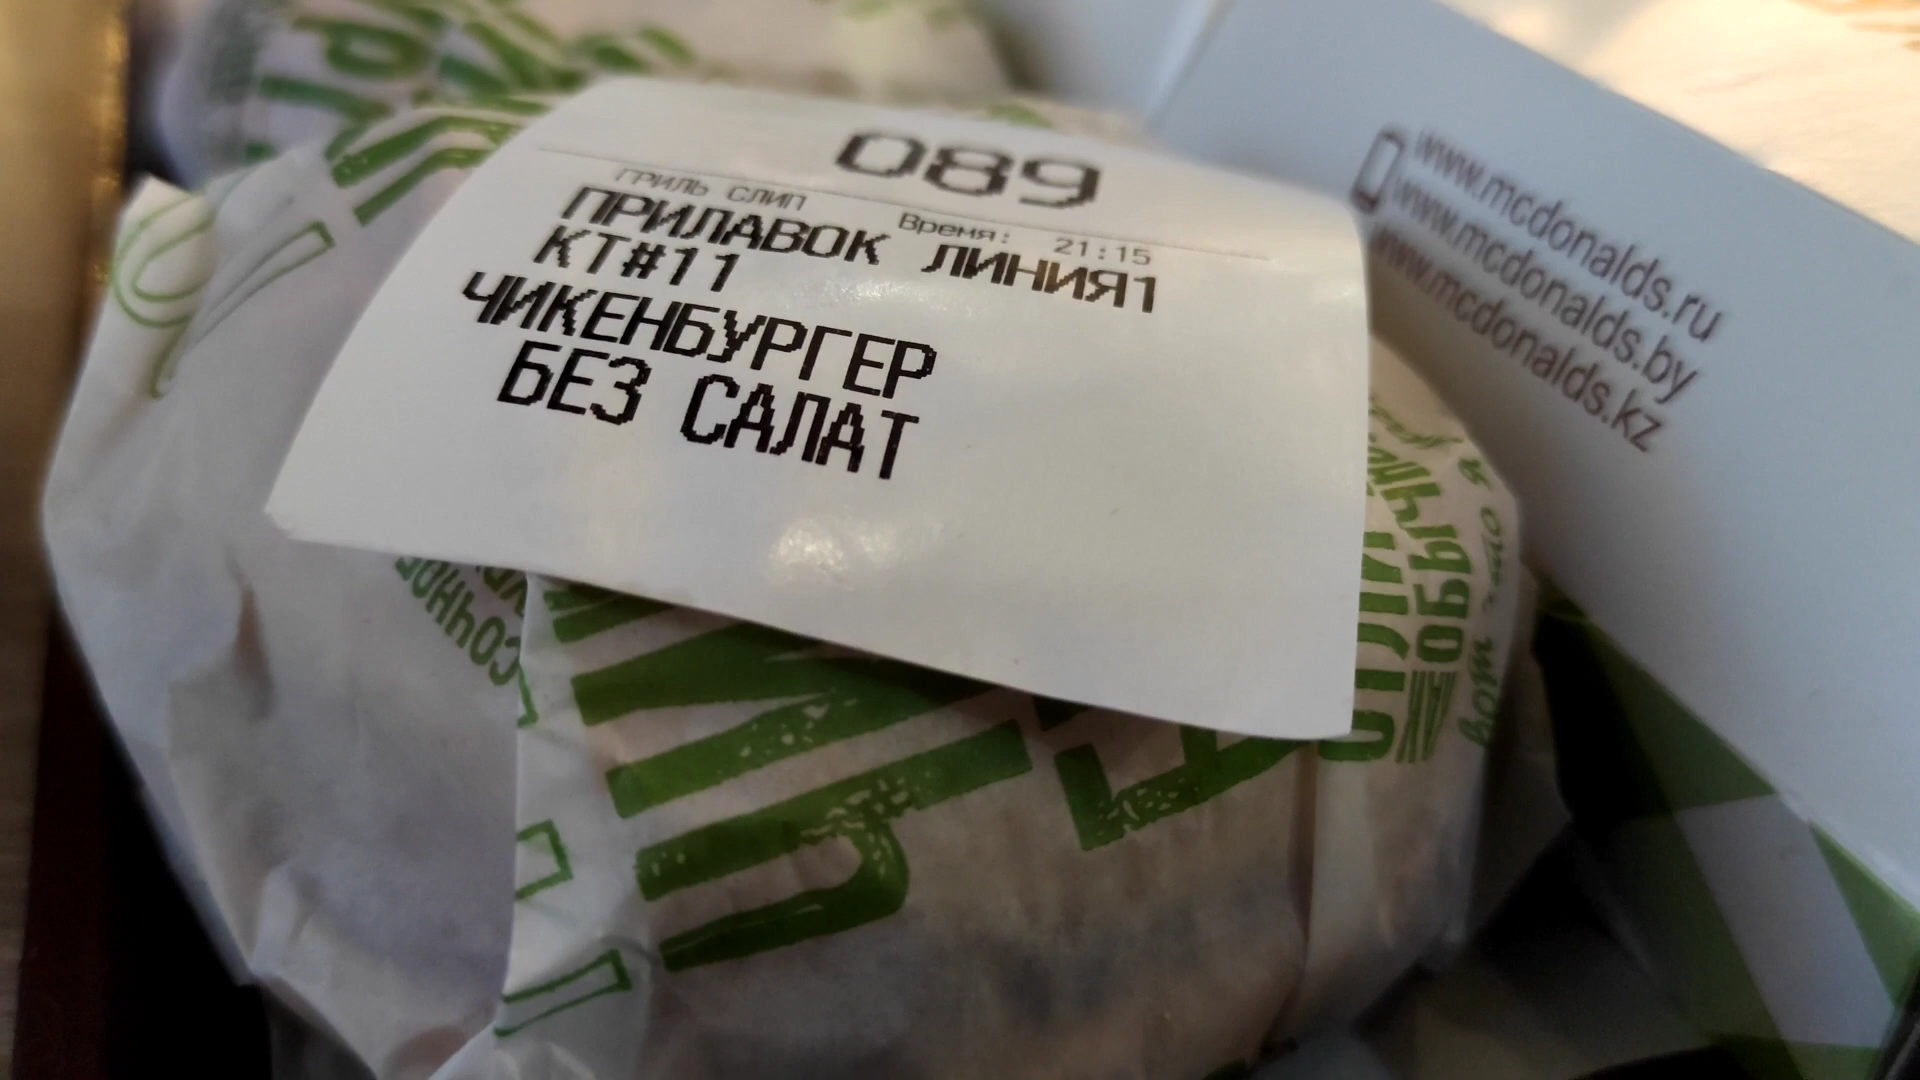 089
ГРИЛЬ СЛИП Время: 21:15
ПРИЛАВОК ЛИНИЯ1
КТ#11
ЧИКЕНБУРГЕР
БЕЗ САЛАТ
www.mcdonalds.ru
www.mcdonalds.by
www.mcdonalds.kz